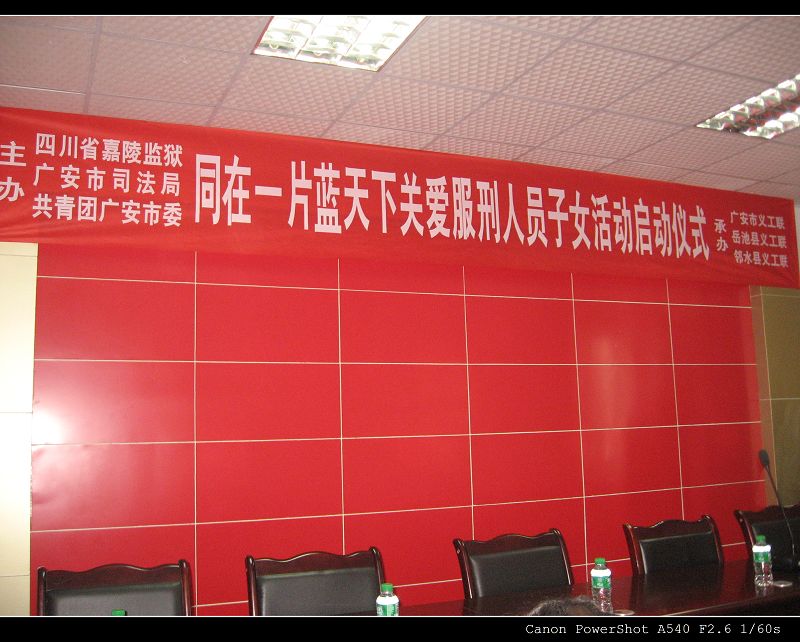 主办
四川省嘉陵监狱
广安市司法局
共青团广安市委
同在一片蓝天下关爱服刑人员子女活动启动仪式
承办
广安市义工联
岳池县义工联
邻水县义工联
Canon PowerShot A540 F2.6 1/60s